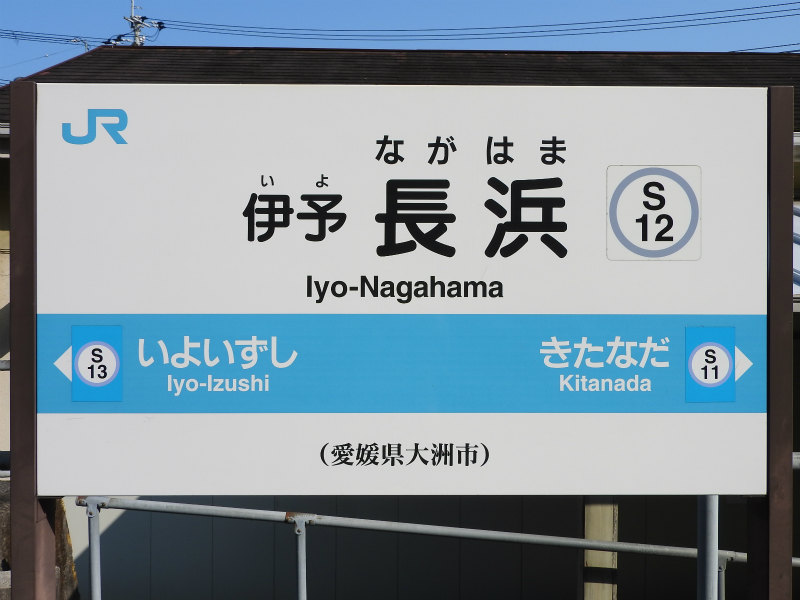 JR
いよ ながはま
伊予 長浜
S
12
Iyo-Nagahama
S
13
いよいずし
Iyo-Izushi
きたなだ
Kitanada
S
11
(愛媛県大洲市)